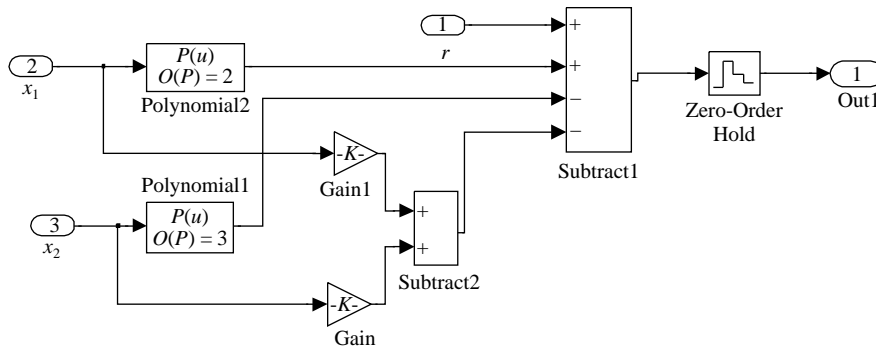 1
r
2
x1
P(u)
O(P) = 2
Polynomial2
+
+
−
−
Subtract1
Zero-Order
Hold
1
Out1
-K-
Gain1
Polynomial1
3
x2
P(u)
O(P) = 3
+
+
Subtract2
-K-
Gain